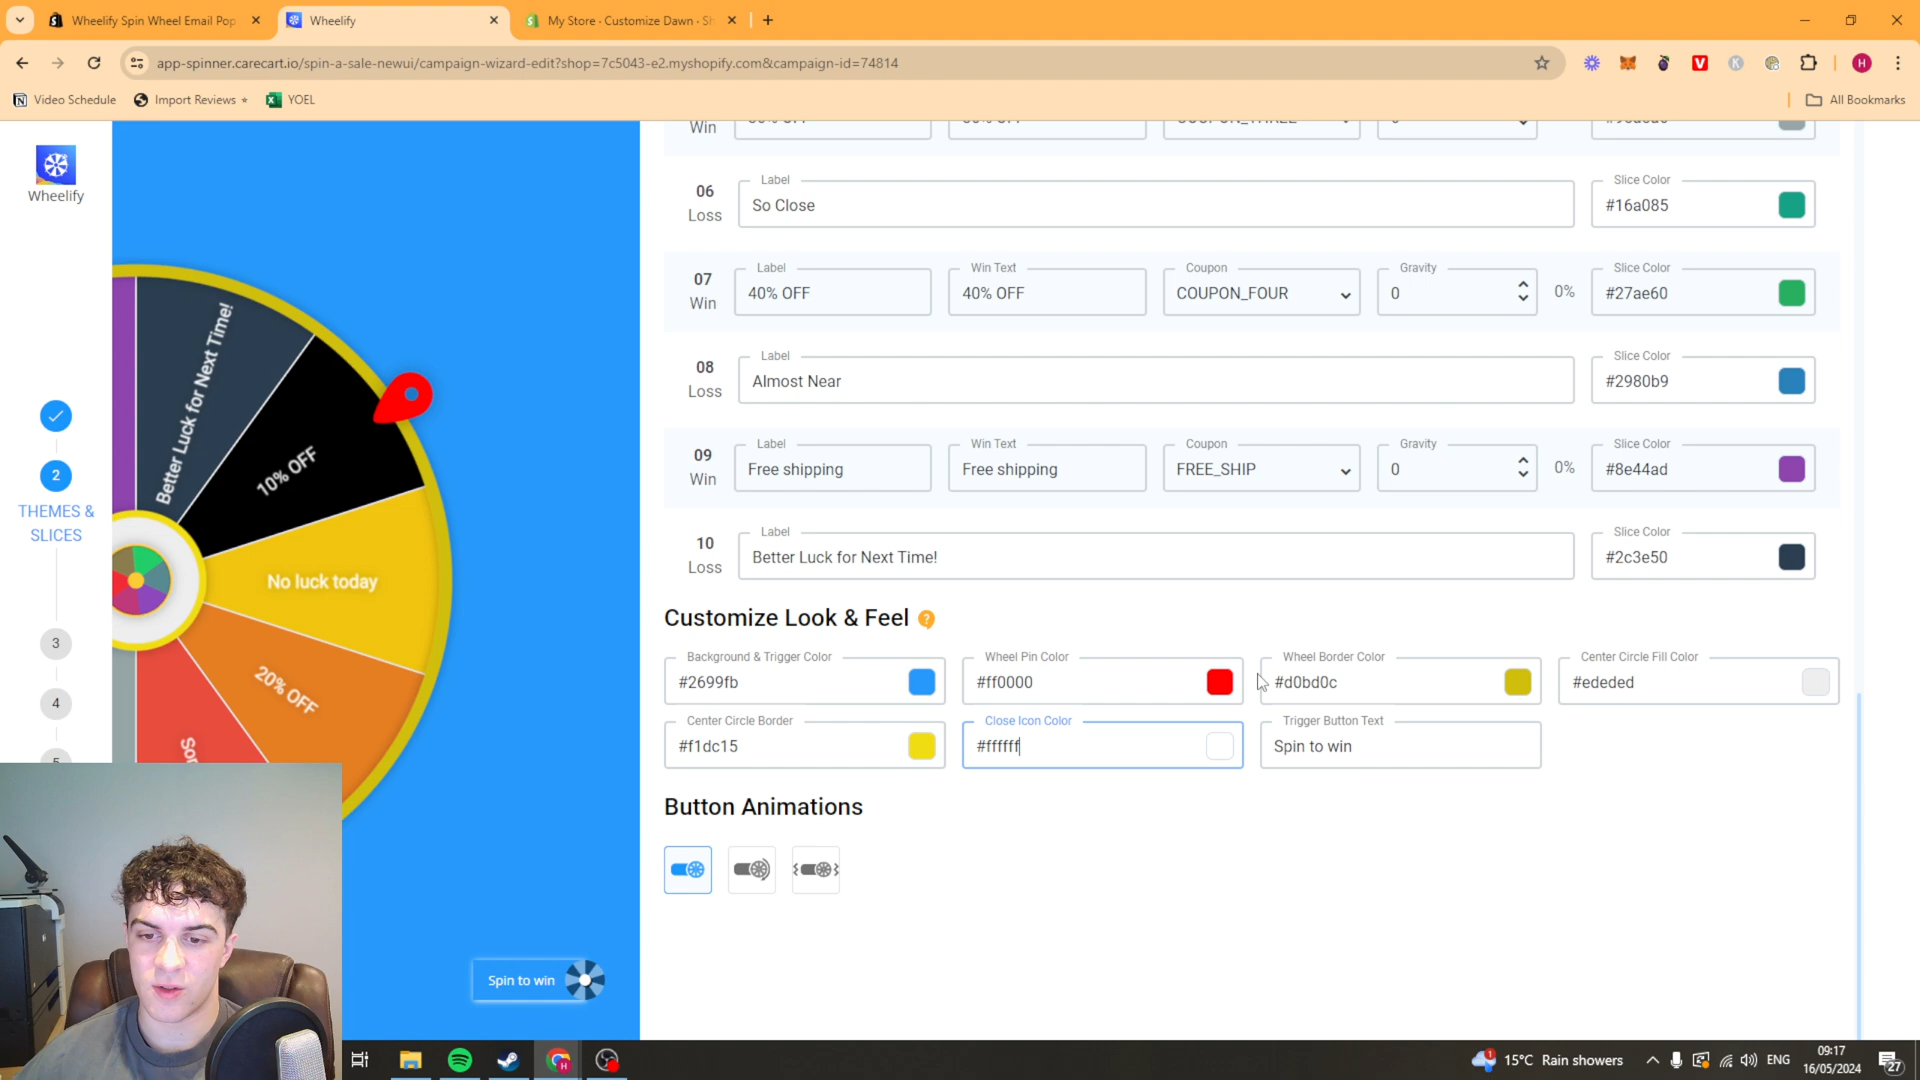 Wheelify Spin Wheel Email Pop
Wheelify
My Store · Customize Dawn · Sh
app-spinner.carecart.io/spin-a-sale-newui/campaign-wizard-edit?shop=7c5043-e2.myshopify.com&campaign-id=74814
Video Schedule
Import Reviews
YOEL
All Bookmarks
Wheelify
2
THEMES &
SLICES
3
4
Better Luck for Next Time!
10% OFF
No luck today
20% OFF
Spin to win
Win
06
Loss
Label
So Close
Slice Color
#16a085
07
Win
Label
40% OFF
Win Text
40% OFF
Coupon
COUPON_FOUR
Gravity
0
0%
Slice Color
#27ae60
08
Loss
Label
Almost Near
Slice Color
#2980b9
09
Win
Label
Free shipping
Win Text
Free shipping
Coupon
FREE_SHIP
Gravity
0
0%
Slice Color
#8e44ad
10
Loss
Label
Better Luck for Next Time!
Slice Color
#2c3e50
Customize Look & Feel ?
Background & Trigger Color
#2699fb
Wheel Pin Color
#ff0000
Wheel Border Color
#d0bd0c
Center Circle Fill Color
#ededed
Center Circle Border
#f1dc15
Close Icon Color
#ffffff
Trigger Button Text
Spin to win
Button Animations
15°C Rain showers
ENG
09:17
16/05/2024
27